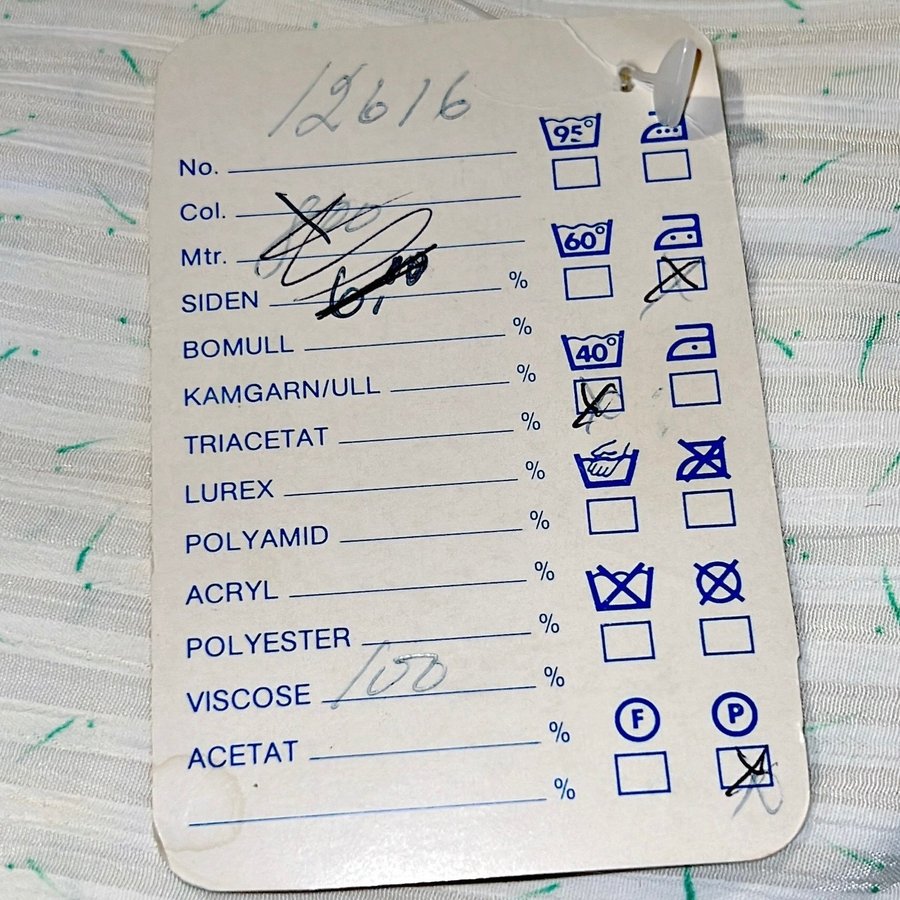 No. 12616
Col.
Mtr.
SIDEN %
BOMULL %
KAMGARN/ULL %
TRIACETAT %
LUREX %
POLYAMID %
ACRYL %
POLYESTER %
VISCOSE 100 %
ACETAT %
%
95°
60°
40°
F P